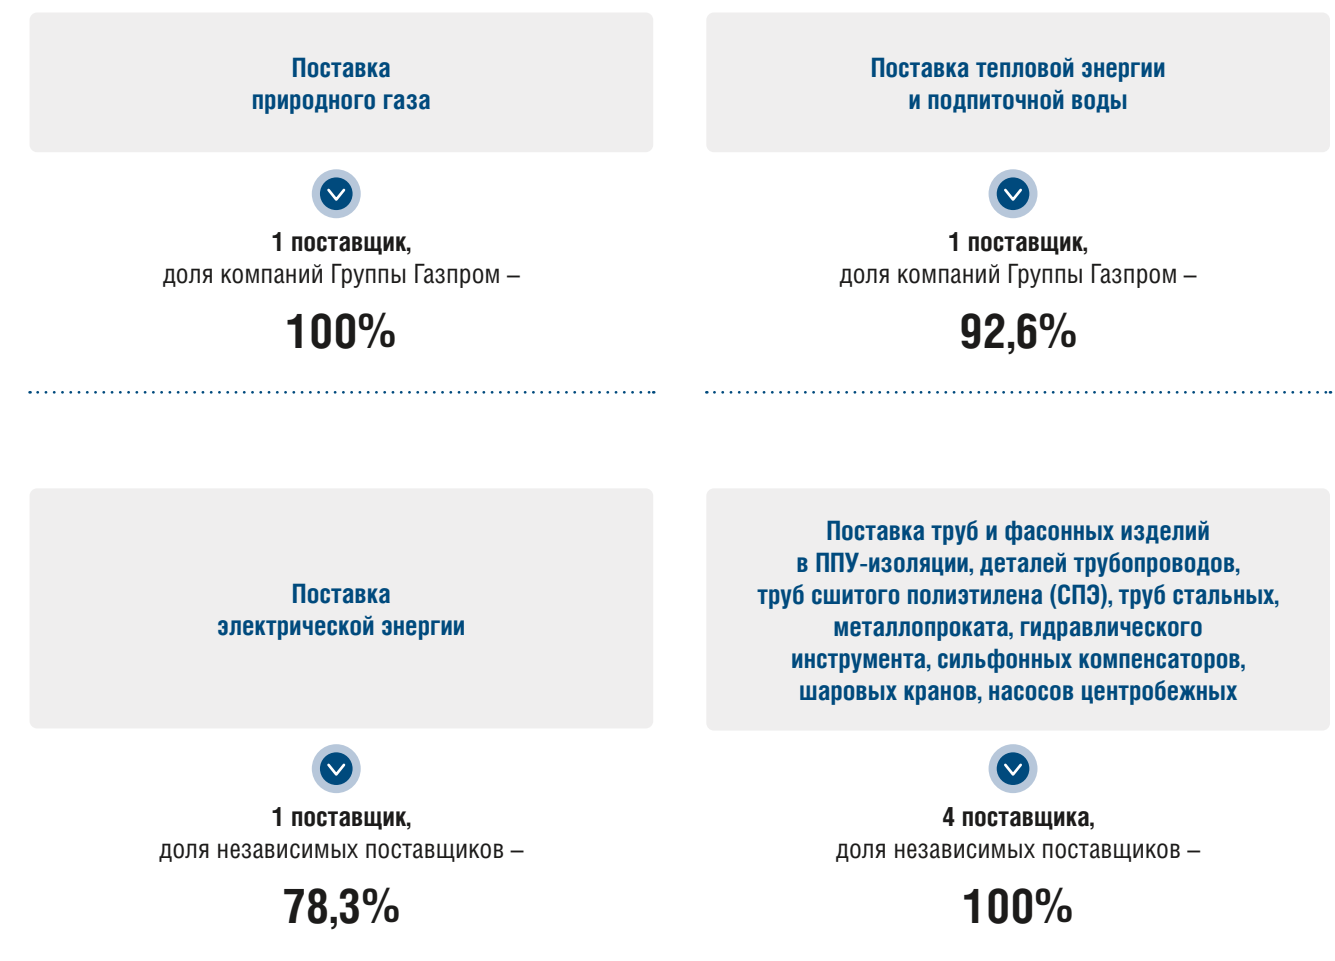 Поставка
природного газа
1 поставщик,
доля компаний Группы Газпром –
100%
Поставка тепловой энергии
и подпиточной воды
1 поставщик,
доля компаний Группы Газпром –
92,6%
Поставка
электрической энергии
1 поставщик,
доля независимых поставщиков –
78,3%
Поставка труб и фасонных изделий
в ППУ-изоляции, деталей трубопроводов,
труб сшитого полиэтилена (СПЭ), труб стальных,
металлопроката, гидравлического
инструмента, сильфонных компенсаторов,
шаровых кранов, насосов центробежных
4 поставщика,
доля независимых поставщиков –
100%